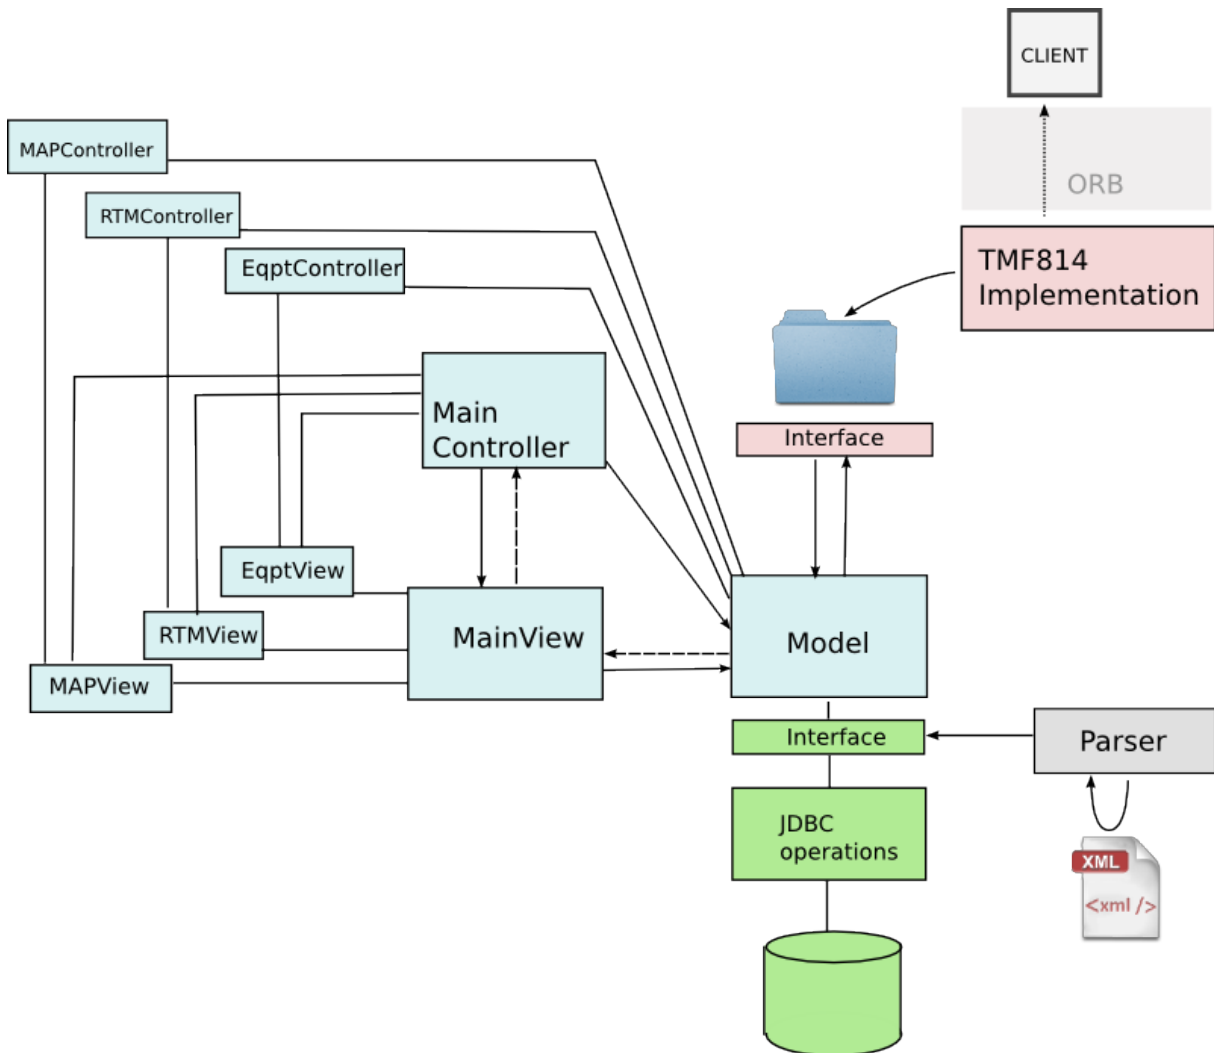 CLIENT
MAPController
ORB
RTMController
EqptController
TMF814
Implementation
Main
Controller
Interface
EqptView
RTMView
MainView
Model
MAPView
Interface
Parser
JDBC
operations
XML
<xml />